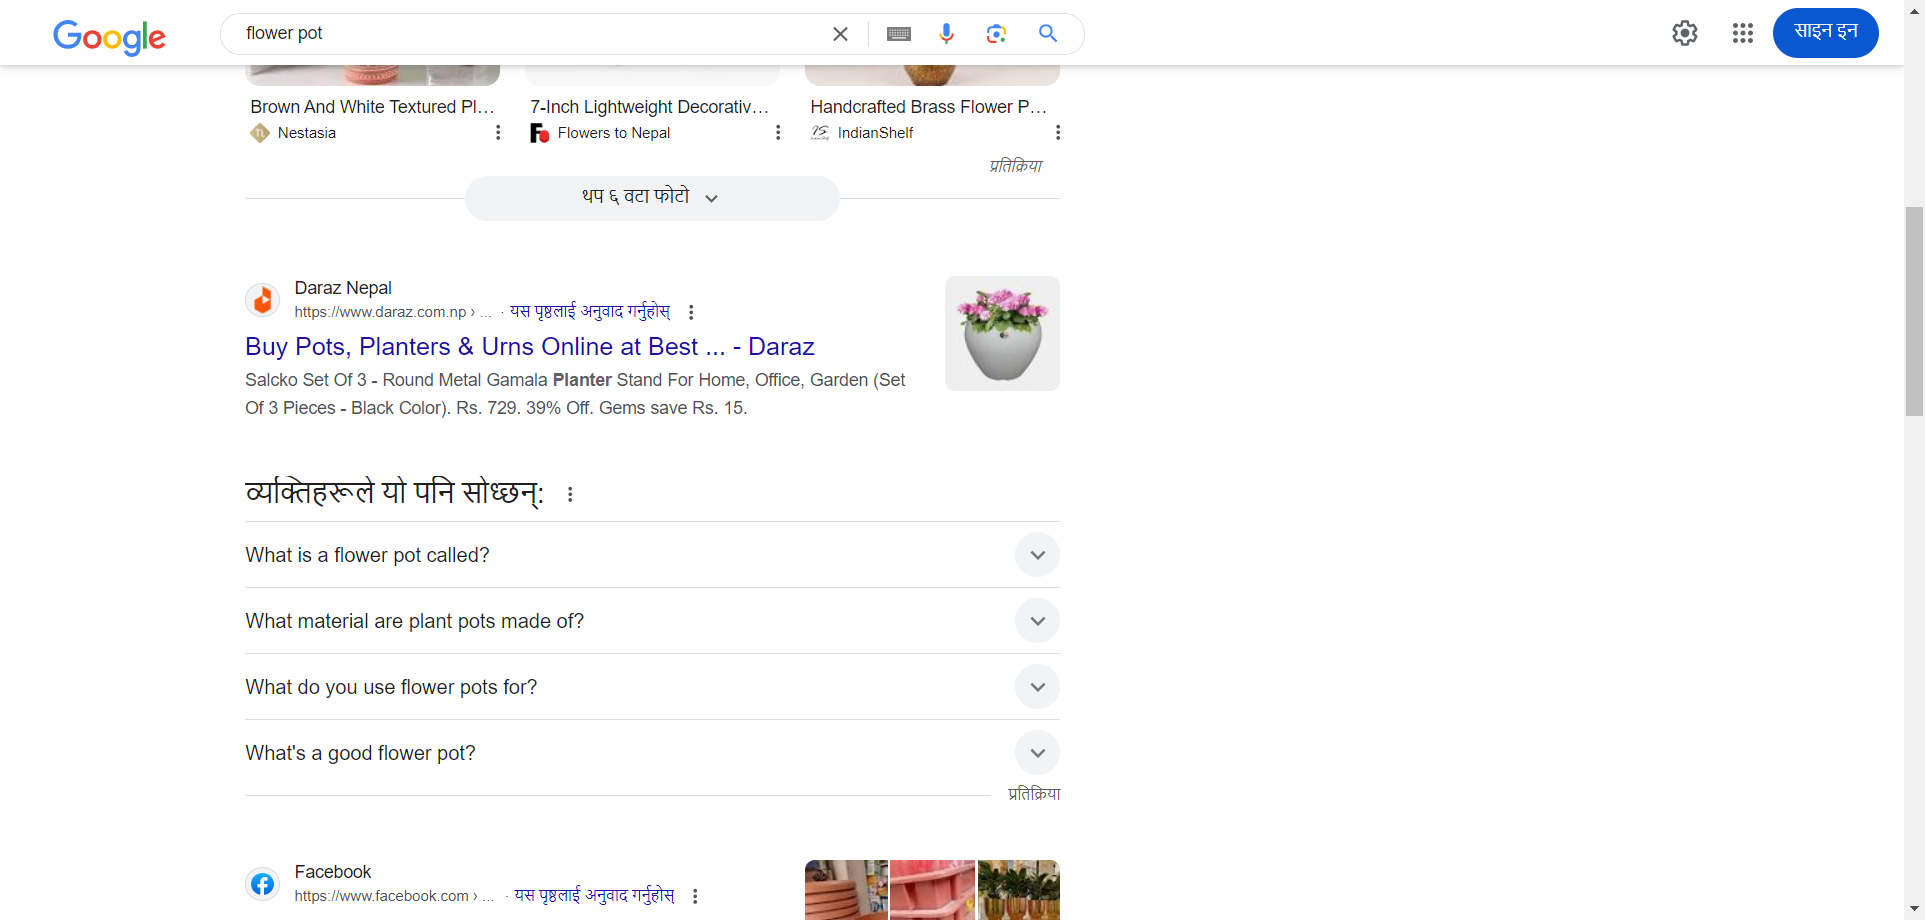 Google
flower pot
साइन इन
Brown And White Textured Pl...
Nestasia
7-Inch Lightweight Decorativ...
Flowers to Nepal
Handcrafted Brass Flower P...
IndianShelf
प्रतिक्रिया
थप ६ वटा फोटो
Daraz Nepal
https://www.daraz.com.np › ... · यस पृष्ठलाई अनुवाद गर्नुहोस्
Buy Pots, Planters & Urns Online at Best ... - Daraz
Salcko Set Of 3 - Round Metal Gamala Planter Stand For Home, Office, Garden (Set
Of 3 Pieces - Black Color). Rs. 729. 39% Off. Gems save Rs. 15.
व्यक्तिहरूले यो पनि सोध्छन्:
What is a flower pot called?
What material are plant pots made of?
What do you use flower pots for?
What's a good flower pot?
प्रतिक्रिया
Facebook
https://www.facebook.com › ... · यस पृष्ठलाई अनुवाद गर्नुहोस्